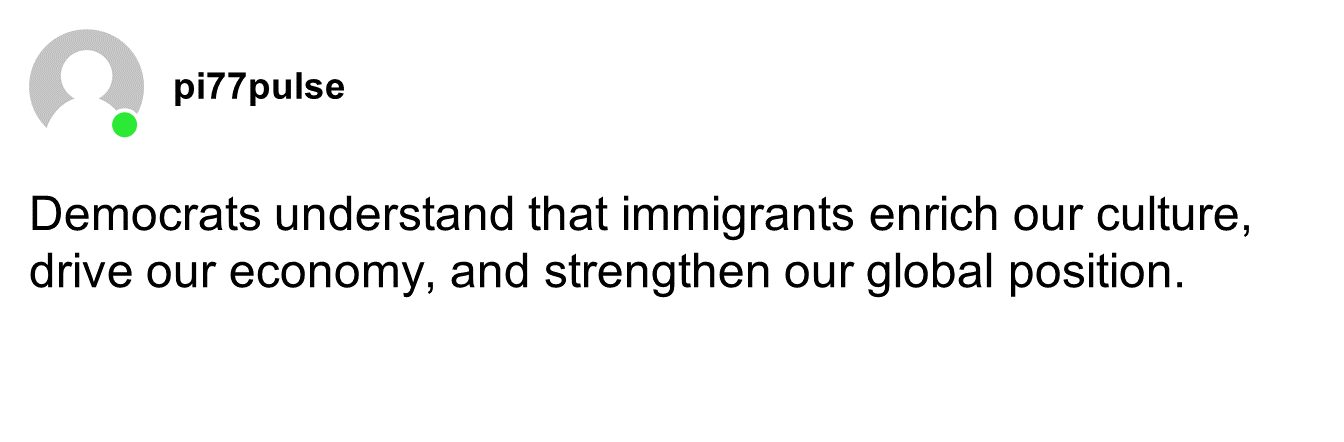 pi77pulse
Democrats understand that immigrants enrich our culture,
drive our economy, and strengthen our global position.